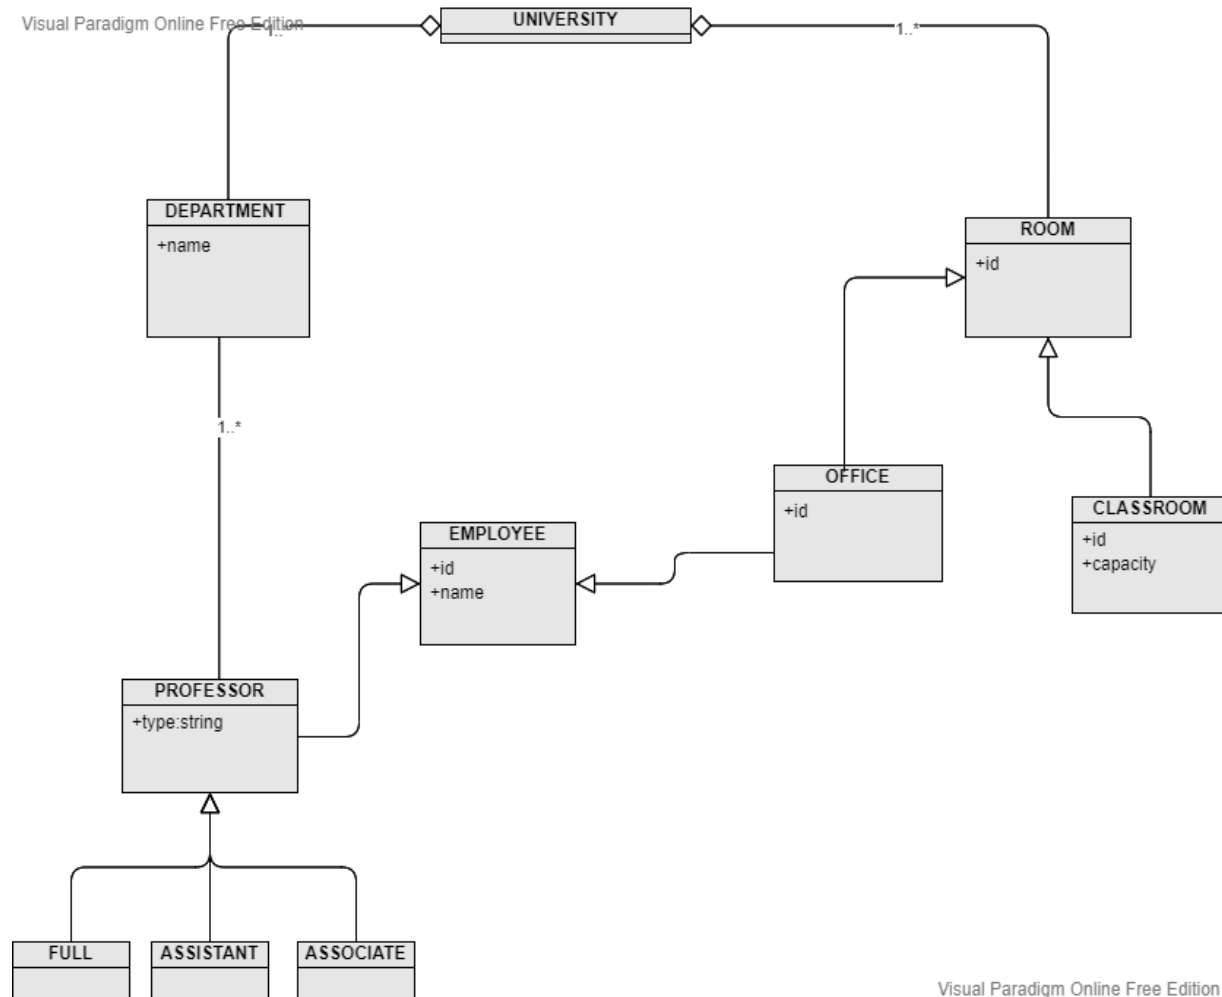 UNIVERSITY
Visual Paradigm Online Free Edition
1..*
DEPARTMENT
+name
ROOM
+id
1..*
OFFICE
+id
CLASSROOM
+id
+capacity
EMPLOYEE
+id
+name
PROFESSOR
+type:string
FULL
ASSISTANT
ASSOCIATE
Visual Paradigm Online Free Edition